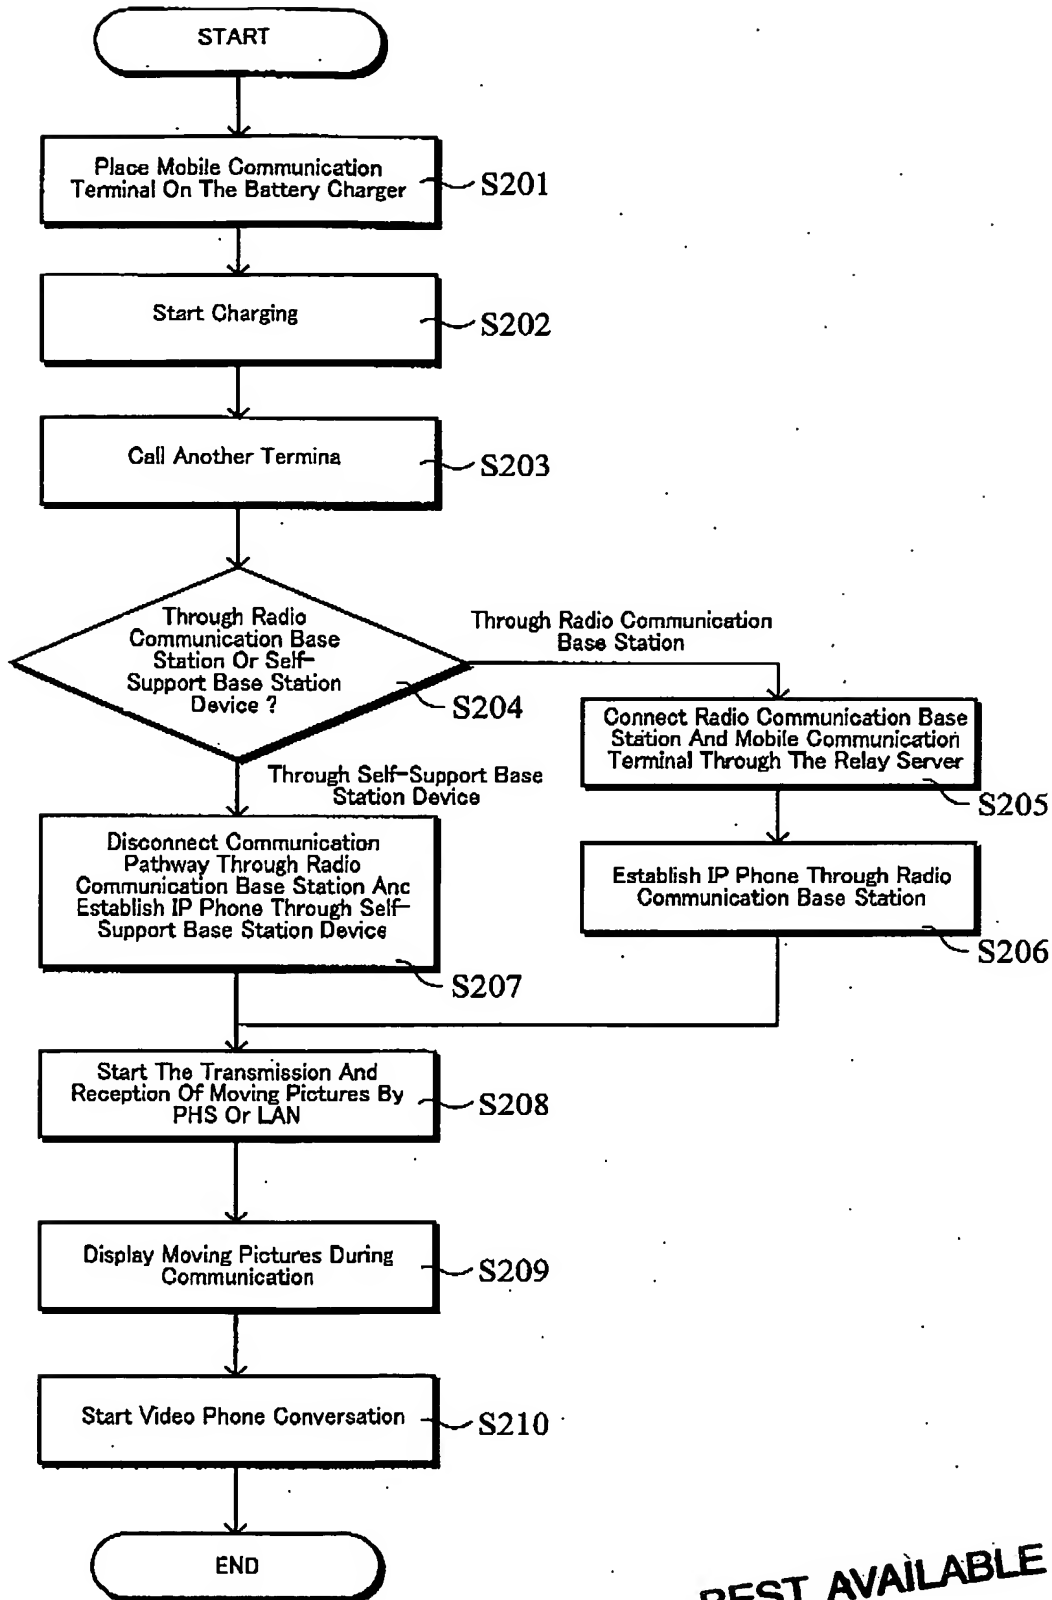 START
Place Mobile Communication
Terminal On The Battery Charger
S201
Start Charging
S202
Call Another Termina
S203
Through Radio
Communication Base
Station Or Self-
Support Base Station
Device ?
S204
Through Radio Communication
Base Station
Connect Radio Communication Base
Station And Mobile Communication
Terminal Through The Relay Server
S205
Establish IP Phone Through Radio
Communication Base Station
S206
Through Self-Support Base
Station Device
Disconnect Communication
Pathway Through Radio
Communication Base Station Anc
Establish IP Phone Through Self-
Support Base Station Device
S207
Start The Transmission And
Reception Of Moving Pictures By
PHS Or LAN
S208
Display Moving Pictures During
Communication
S209
Start Video Phone Conversation
S210
END
BEST AVAILABLE